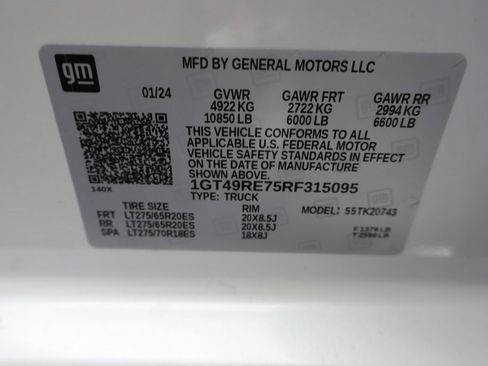 gm
MFD BY GENERAL MOTORS LLC
01/24 GVWR GAWR FRT GAWR RR
4922 KG 2722 KG 2994 KG
10850 LB 6000 LB 6600 LB
THIS VEHICLE CONFORMS TO ALL
APPLICABLE U.S. FEDERAL MOTOR
VEHICLE SAFETY STANDARDS IN EFFECT
ON THE DATE OF MANUFACTURE
SHOWN ABOVE.
1GT49RE75RF315095
140X TYPE: TRUCK
TIRE SIZE RIM MODEL: 55TK20743
FRT LT275/65R20ES 20X8.5J
RR LT275/65R20ES 20X8.5J F 1379 LB
SPA LT275/70R18ES 18X8J